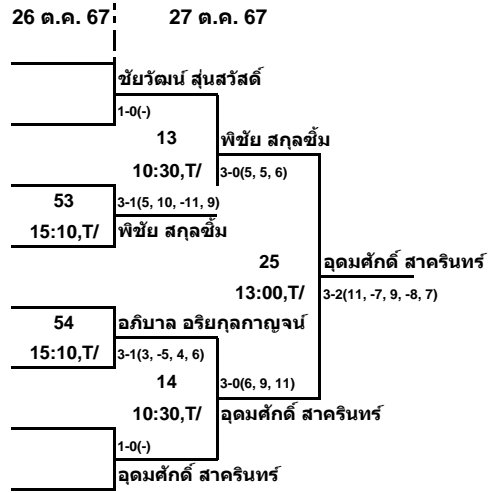 26 ต.ค. 67 27 ต.ค. 67
ชัยวัฒน์ สุ่นสวัสดิ์
1-0(-)
13 พิชัย สกุลซิ้ม
10:30,T/ 3-0(5, 5, 6)
53 3-1(5, 10, -11, 9)
15:10,T/ พิชัย สกุลซิ้ม
25 อุดมศักดิ์ สาครินทร์
13:00,T/ 3-2(11, -7, 9, -8, 7)
54 อภิบาล อริยกุลกาญจน์
15:10,T/ 3-1(3, -5, 4, 6)
14 3-0(6, 9, 11)
10:30,T/ อุดมศักดิ์ สาครินทร์
1-0(-)
อุดมศักดิ์ สาครินทร์